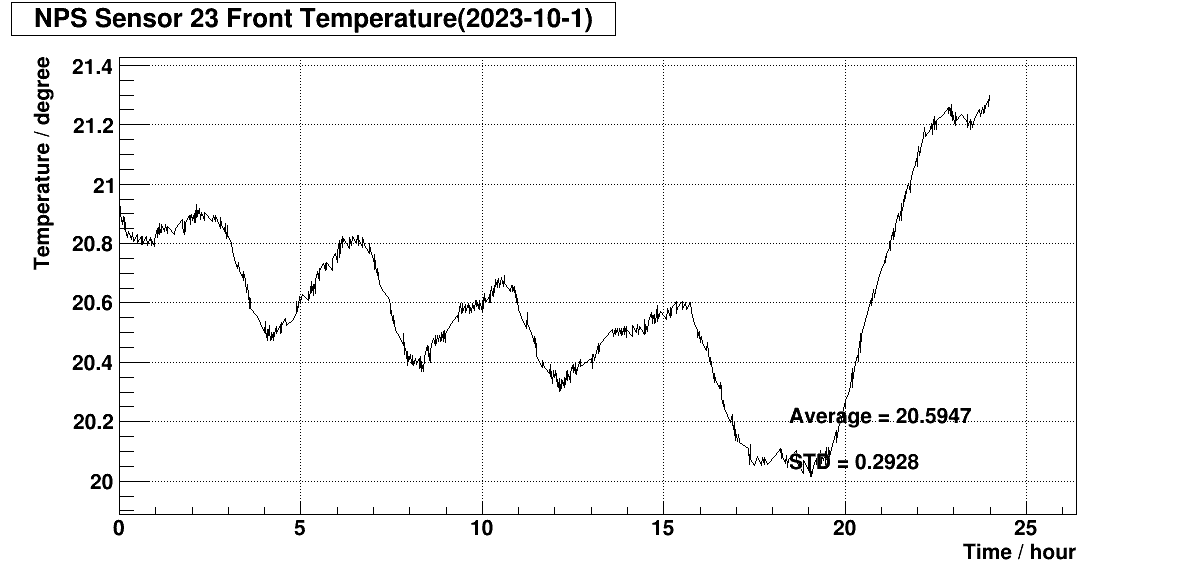 NPS Sensor 23 Front Temperature(2023-10-1)
Temperature / degree
21.4
21.2
21
20.8
20.6
20.4
20.2
20
Average = 20.5947
STD = 0.2928
0 5 10 15 20 25
Time / hour